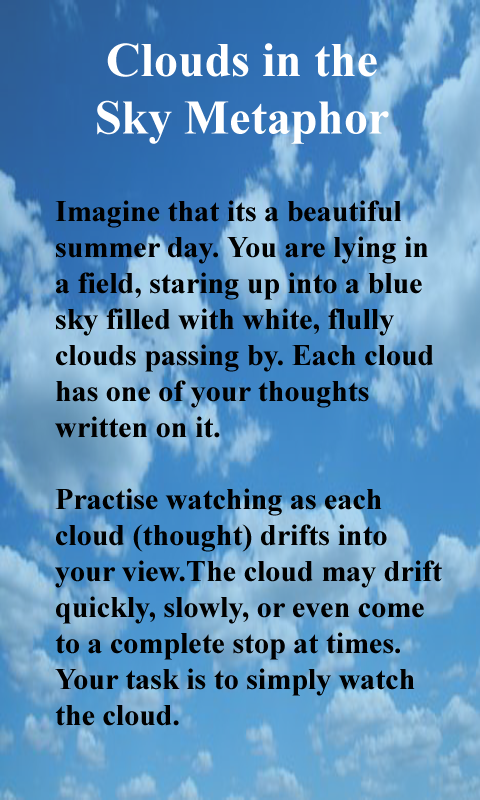 Clouds in the
Sky Metaphor
Imagine that its a beautiful
summer day. You are lying in
a field, staring up into a blue
sky filled with white, flully
clouds passing by. Each cloud
has one of your thoughts
written on it.
Practise watching as each
cloud (thought) drifts into
your view.The cloud may drift
quickly, slowly, or even come
to a complete stop at times.
Your task is to simply watch
the cloud.